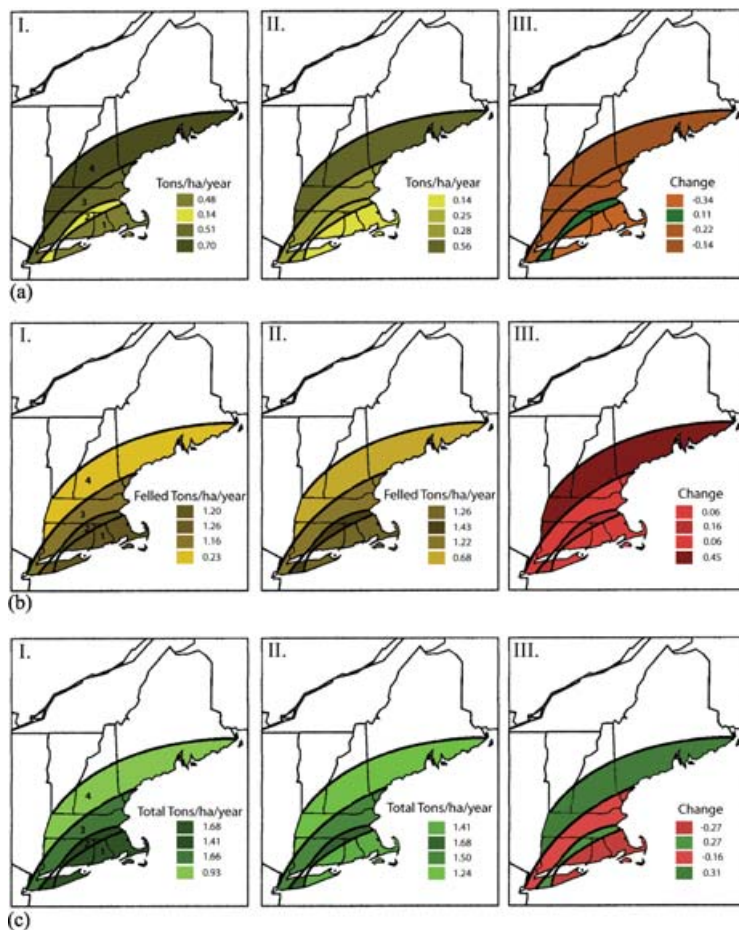 I.
4
3
2
1
Tons/ha/year
0.48
0.14
0.51
0.70
II.
Tons/ha/year
0.14
0.25
0.28
0.56
III.
Change
-0.34
0.11
-0.22
-0.14
(a)
I.
4
3
2
1
Felled Tons/ha/year
1.20
1.26
1.16
0.23
II.
Felled Tons/ha/year
1.26
1.43
1.22
0.68
III.
Change
0.06
0.16
0.06
0.45
(b)
I.
4
3
2
1
Total Tons/ha/year
1.68
1.41
1.66
0.93
II.
Total Tons/ha/year
1.41
1.68
1.50
1.24
III.
Change
-0.27
0.27
-0.16
0.31
(c)